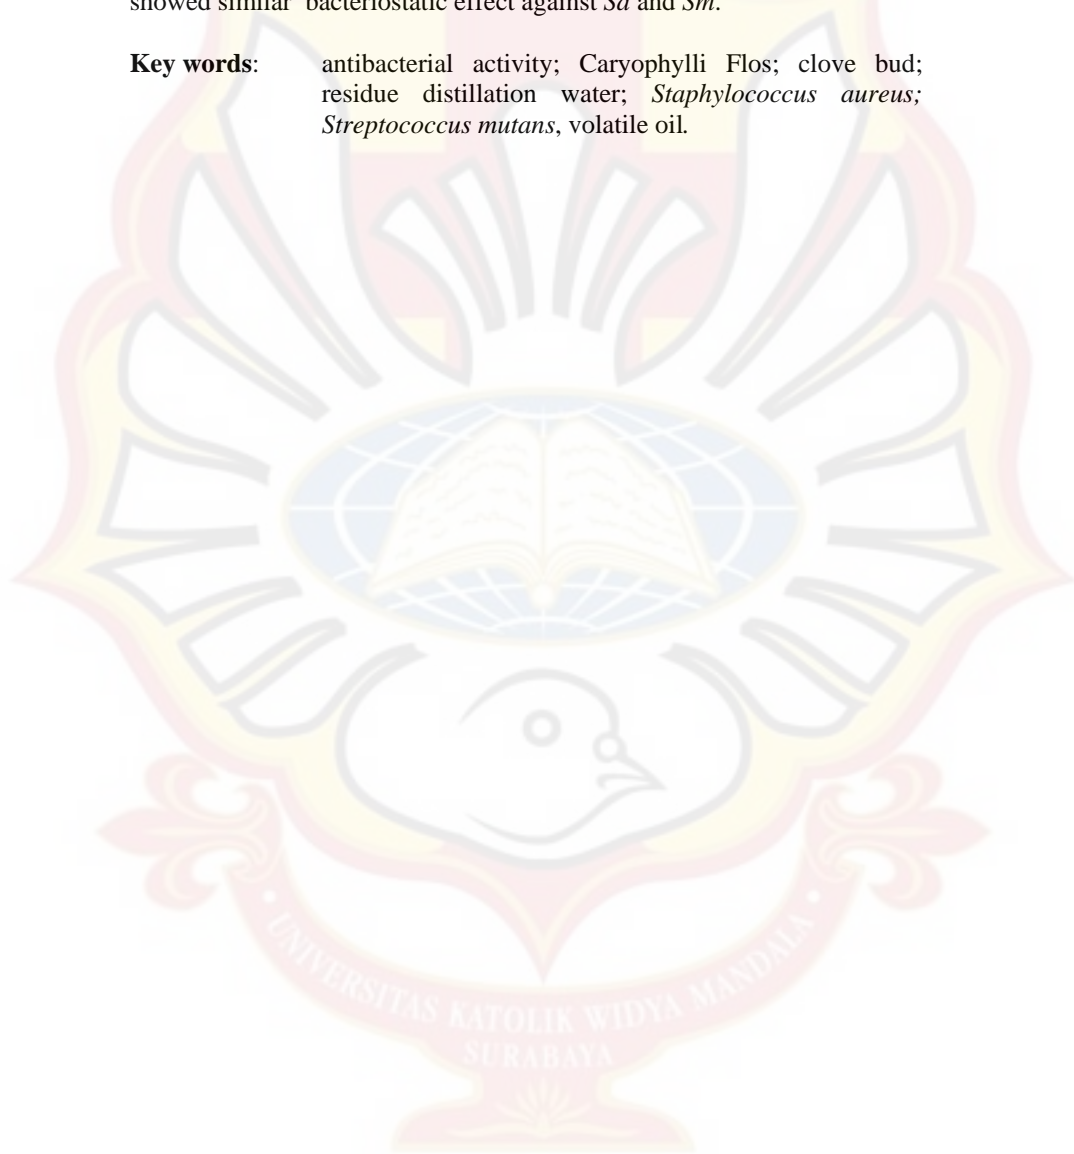 showed similar bacteriostatic effect against Sa and Sm.
Key words: antibacterial activity; Caryophylli Flos; clove bud;
residue distillation water; Staphylococcus aureus;
Streptococcus mutans, volatile oil.
UNIVERSITAS KATOLIK WIDYA MANDALA
SURABAYA